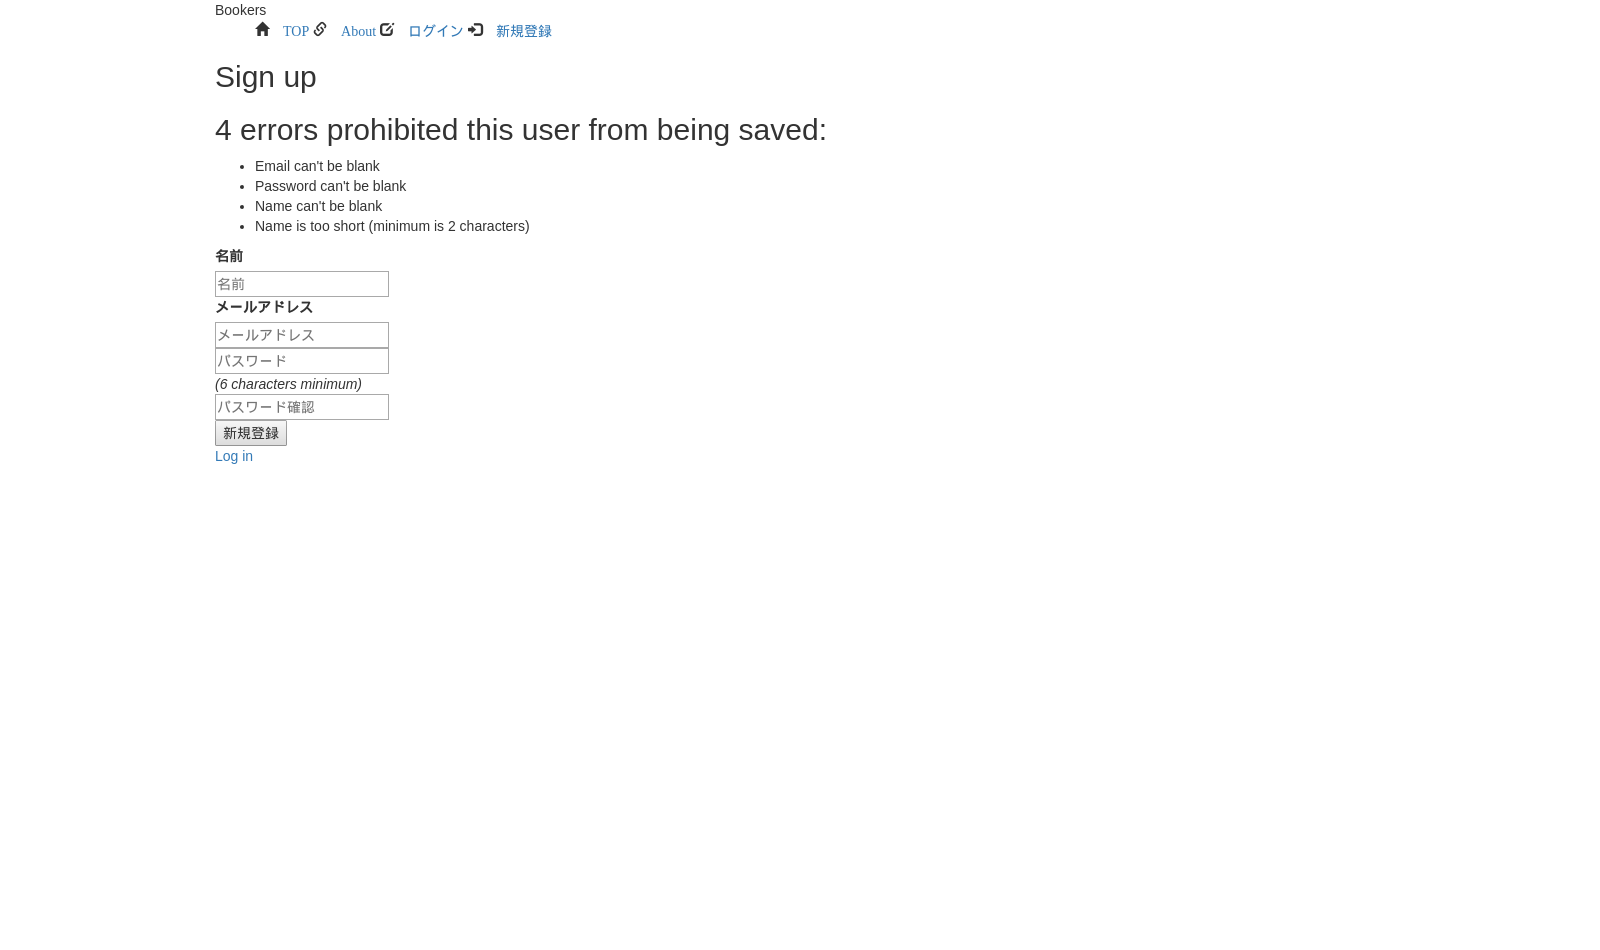 Bookers
TOP About ログイン 新規登録
Sign up
4 errors prohibited this user from being saved:
Email can't be blank
Password can't be blank
Name can't be blank
Name is too short (minimum is 2 characters)
名前
名前
メールアドレス
メールアドレス
パスワード
(6 characters minimum)
パスワード確認
新規登録
Log in